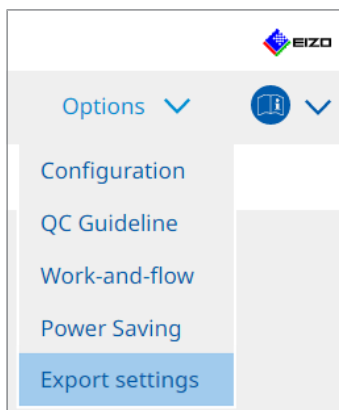 EIZO
Options
Configuration
QC Guideline
Work-and-flow
Power Saving
Export settings